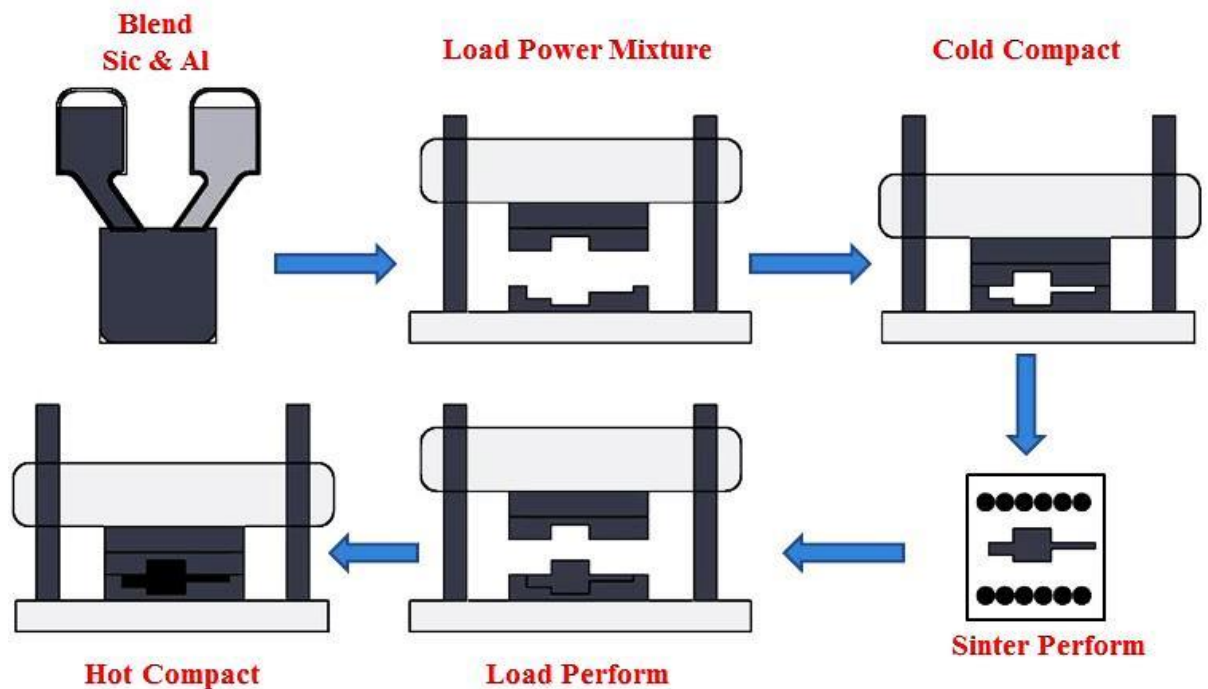 Blend
Sic & Al
Load Power Mixture
Cold Compact
Sinter Perform
Load Perform
Hot Compact